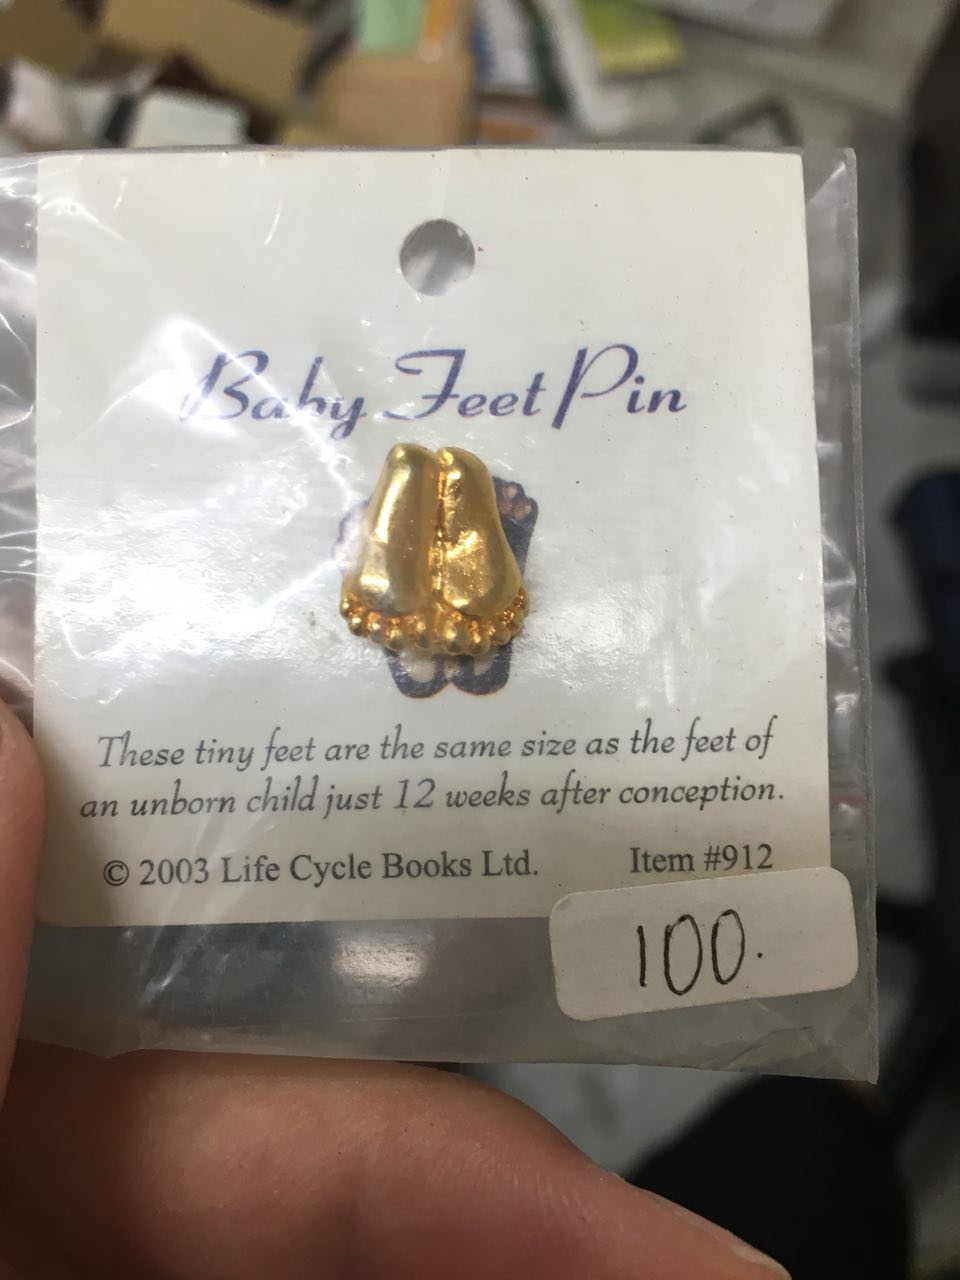 Baby Feet Pin
These tiny feet are the same size as the feet of
an unborn child just 12 weeks after conception.
© 2003 Life Cycle Books Ltd. Item #912
100.